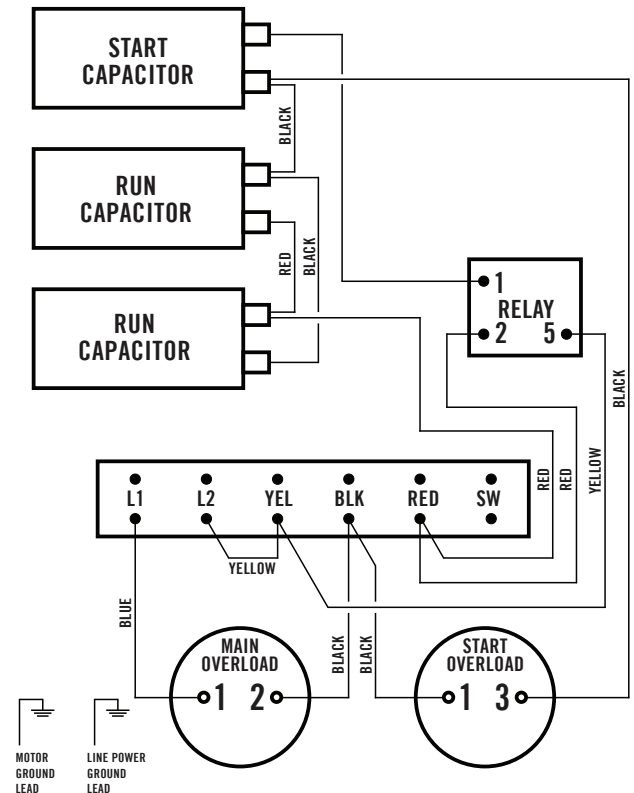 START
CAPACITOR
BLACK
RUN
CAPACITOR
RED
BLACK
RUN
CAPACITOR
1
RELAY
2 5
BLACK
RED
RED
YELLOW
L1 L2 YEL BLK RED SW
YELLOW
BLUE
BLACK
BLACK
MAIN
OVERLOAD
1 2
START
OVERLOAD
1 3
MOTOR
GROUND
LEAD
LINE POWER
GROUND
LEAD